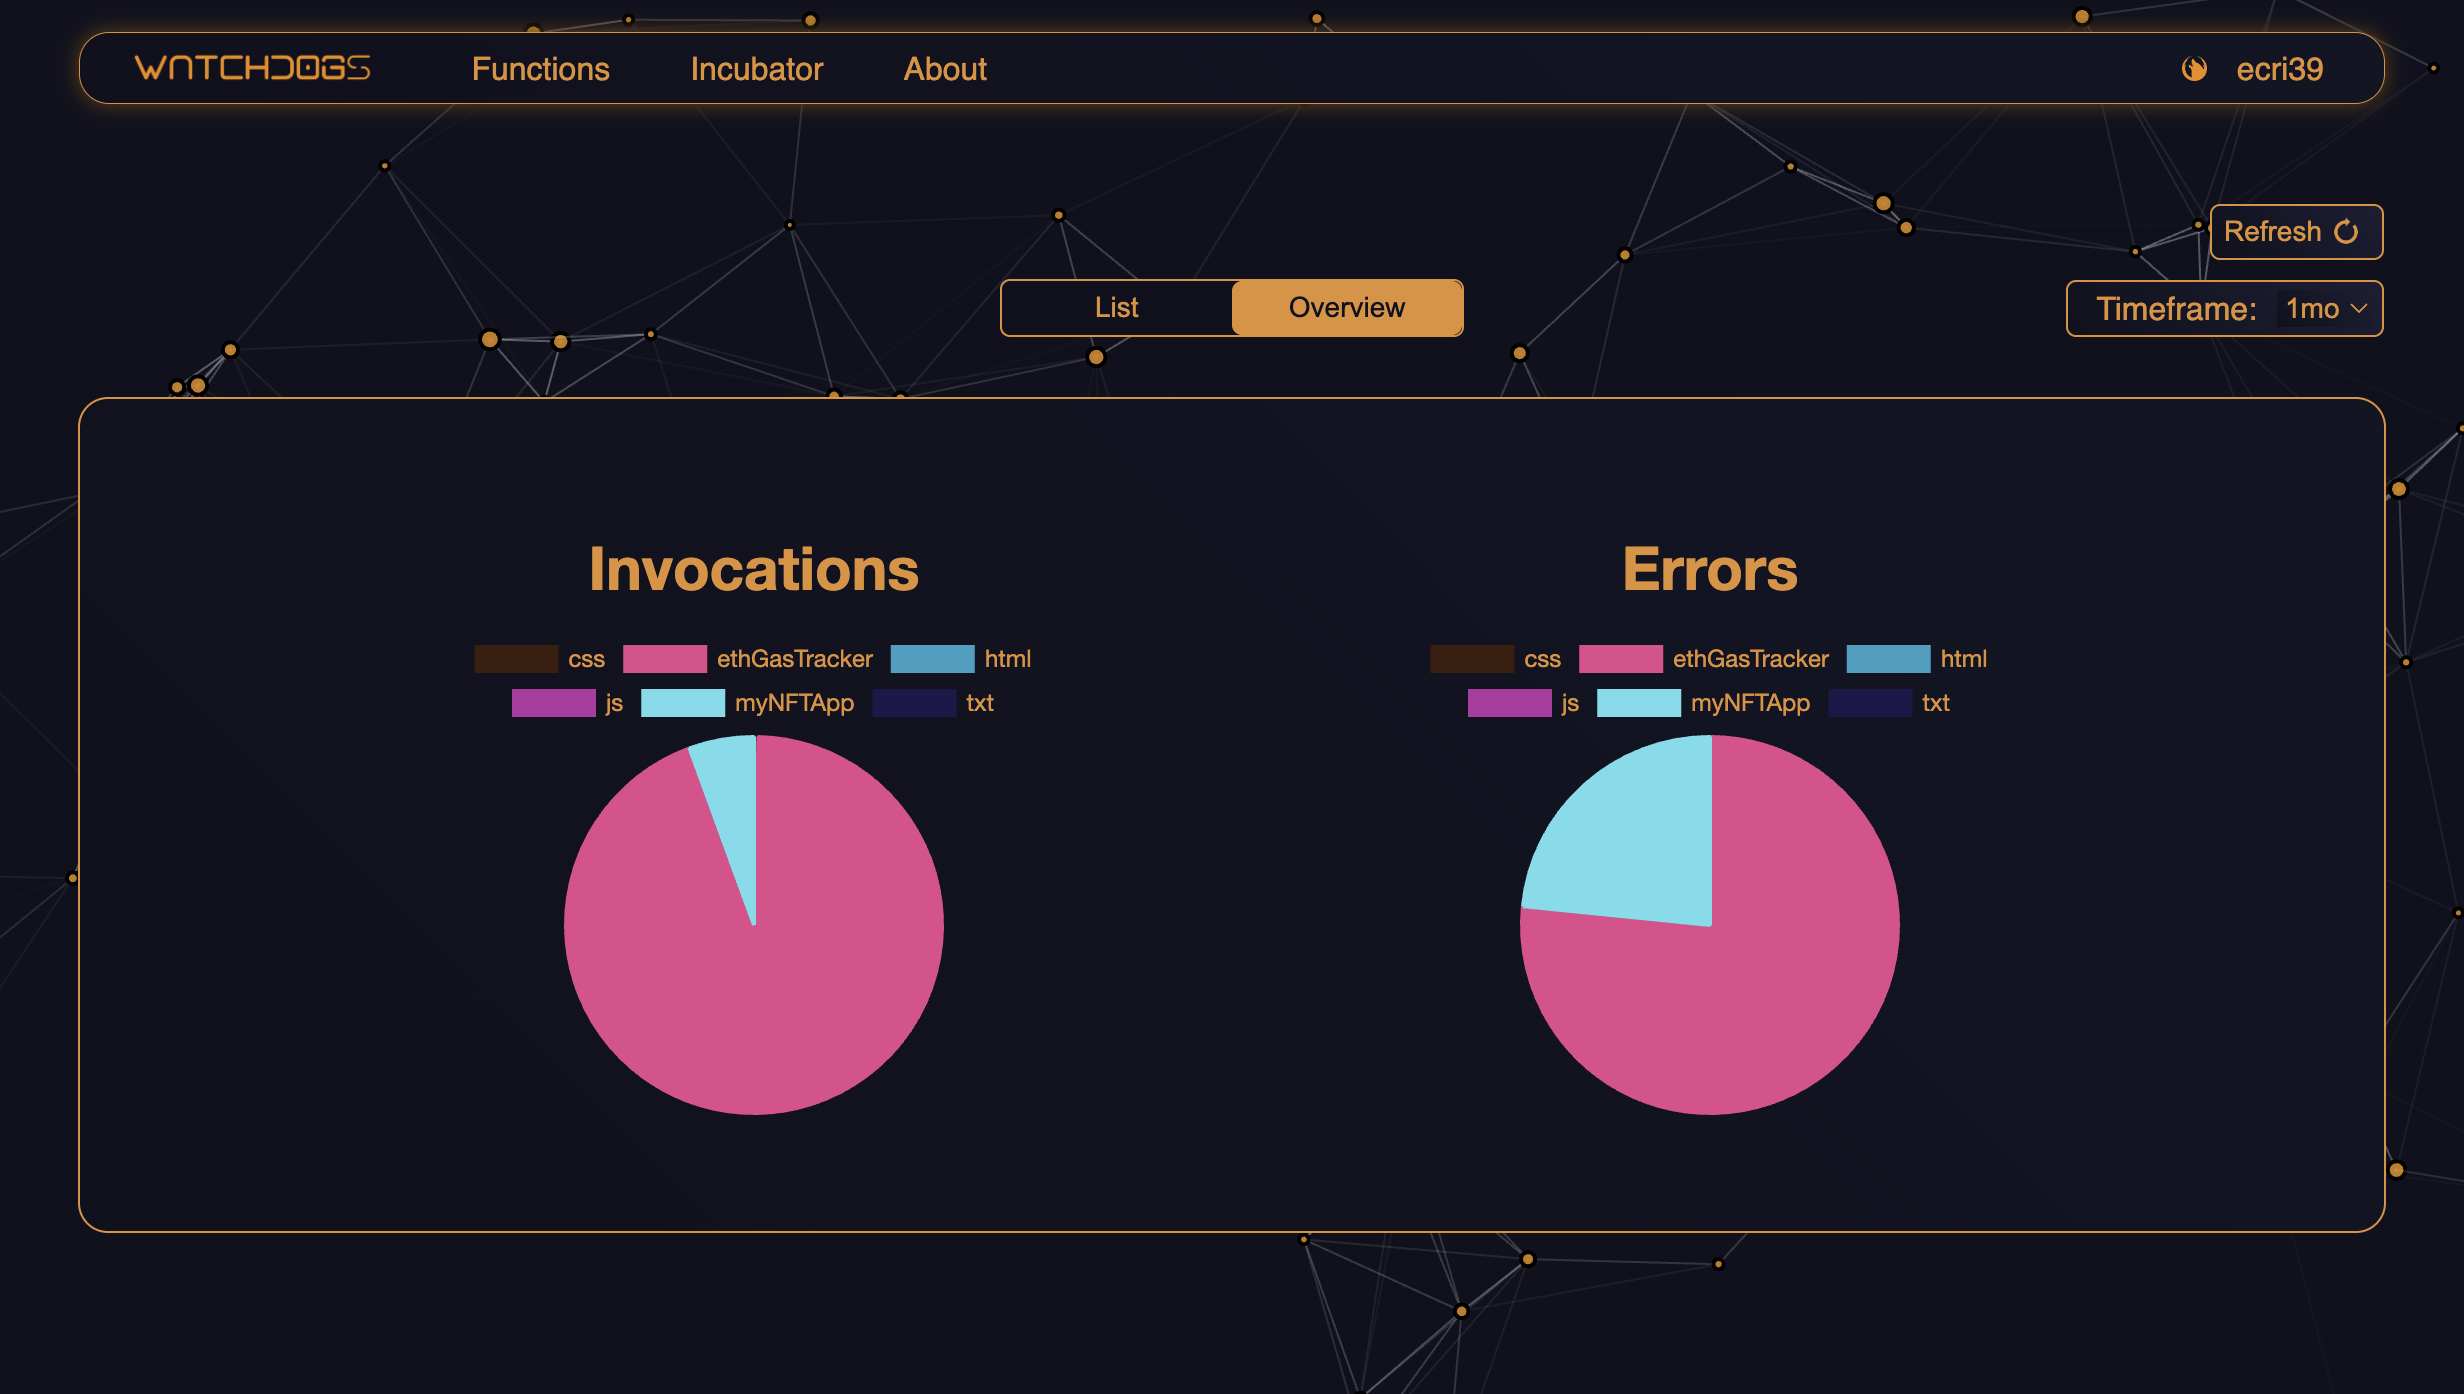 WATCHDOGS Functions Incubator About ecri39
Refresh
List Overview
Timeframe: 1mo
Invocations
css ethGasTracker html
js myNFTApp txt
Errors
css ethGasTracker html
js myNFTApp txt